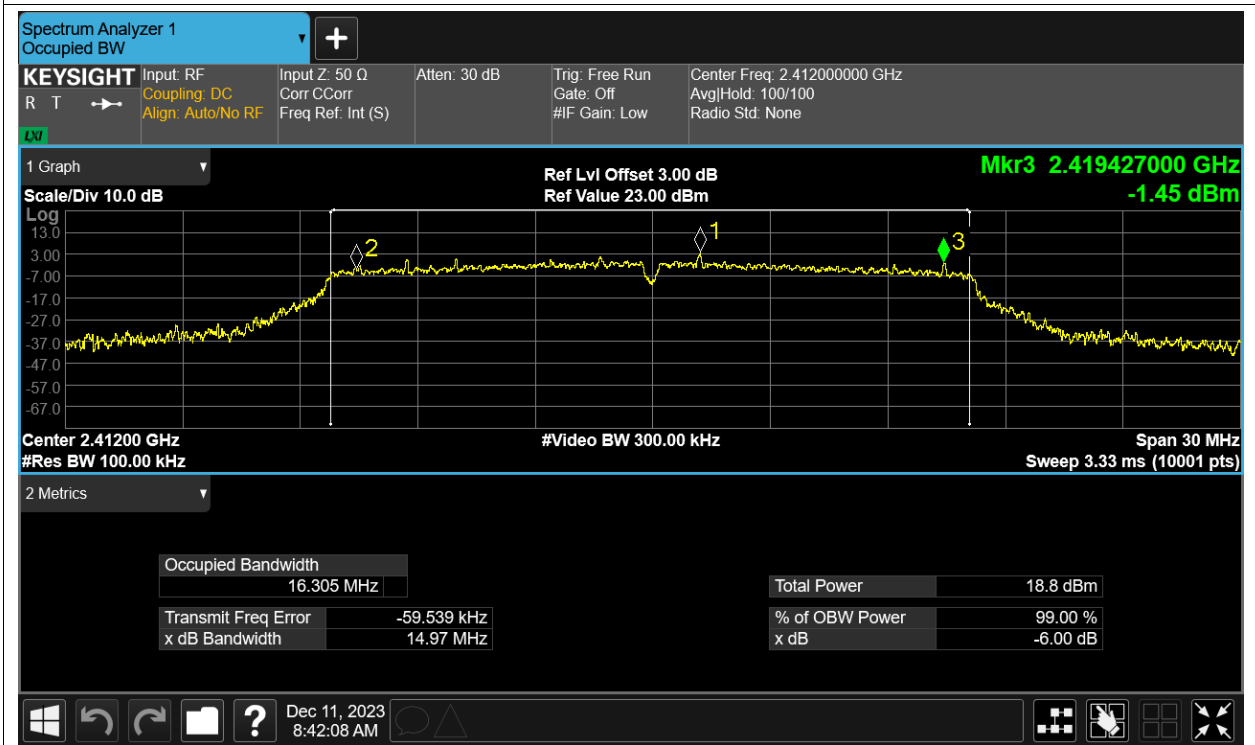 Spectrum Analyzer 1
Occupied BW
KEYSIGHT
R T
LXI
Input: RF
Coupling: DC
Align: Auto/No RF
Input Z: 50 Ω
Corr CCorr
Freq Ref: Int (S)
Atten: 30 dB
Trig: Free Run
Gate: Off
#IF Gain: Low
Center Freq: 2.412000000 GHz
Avg|Hold: 100/100
Radio Std: None
1 Graph
Scale/Div 10.0 dB
Ref Lvl Offset 3.00 dB
Ref Value 23.00 dBm
Mkr3 2.419427000 GHz
-1.45 dBm
Log
13.0
3.00
-7.00
-17.0
-27.0
-37.0
-47.0
-57.0
-67.0
2
1
3
Center 2.41200 GHz
#Res BW 100.00 kHz
#Video BW 300.00 kHz
Span 30 MHz
Sweep 3.33 ms (10001 pts)
2 Metrics
Occupied Bandwidth
16.305 MHz
Transmit Freq Error -59.539 kHz
x dB Bandwidth 14.97 MHz
Total Power 18.8 dBm
% of OBW Power 99.00 %
x dB -6.00 dB
?
Dec 11, 2023
8:42:08 AM